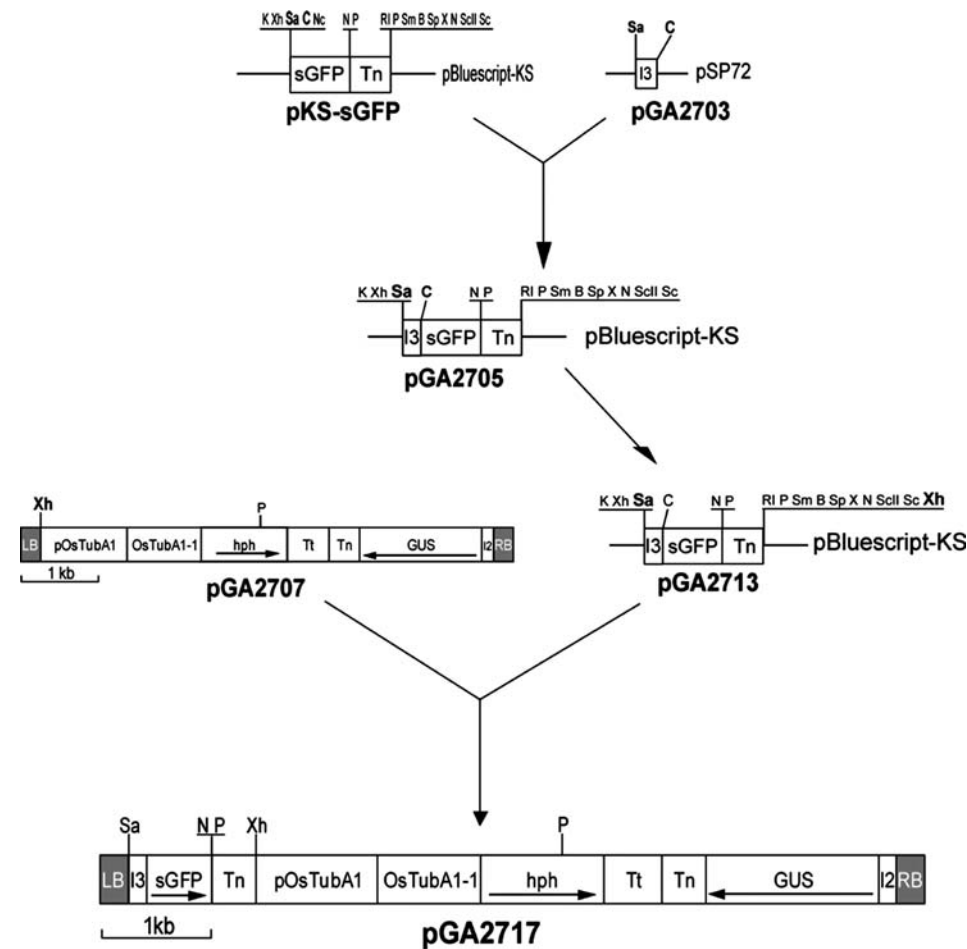 K Xh Sa C Nc N P RI P Sm B Sp X N ScII Sc
sGFP Tn pBluescript-KS
pKS-sGFP
Sa C
I3 pSP72
pGA2703
K Xh Sa C N P RI P Sm B Sp X N ScII Sc
I3 sGFP Tn pBluescript-KS
pGA2705
Xh P
LB pOsTubA1 OsTubA1-1 hph Tt Tn GUS I2 RB
1 kb
pGA2707
K Xh Sa C N P RI P Sm B Sp X N ScII Sc Xh
I3 sGFP Tn pBluescript-KS
pGA2713
Sa N P Xh P
LB I3 sGFP Tn pOsTubA1 OsTubA1-1 hph Tt Tn GUS I2 RB
1kb
pGA2717